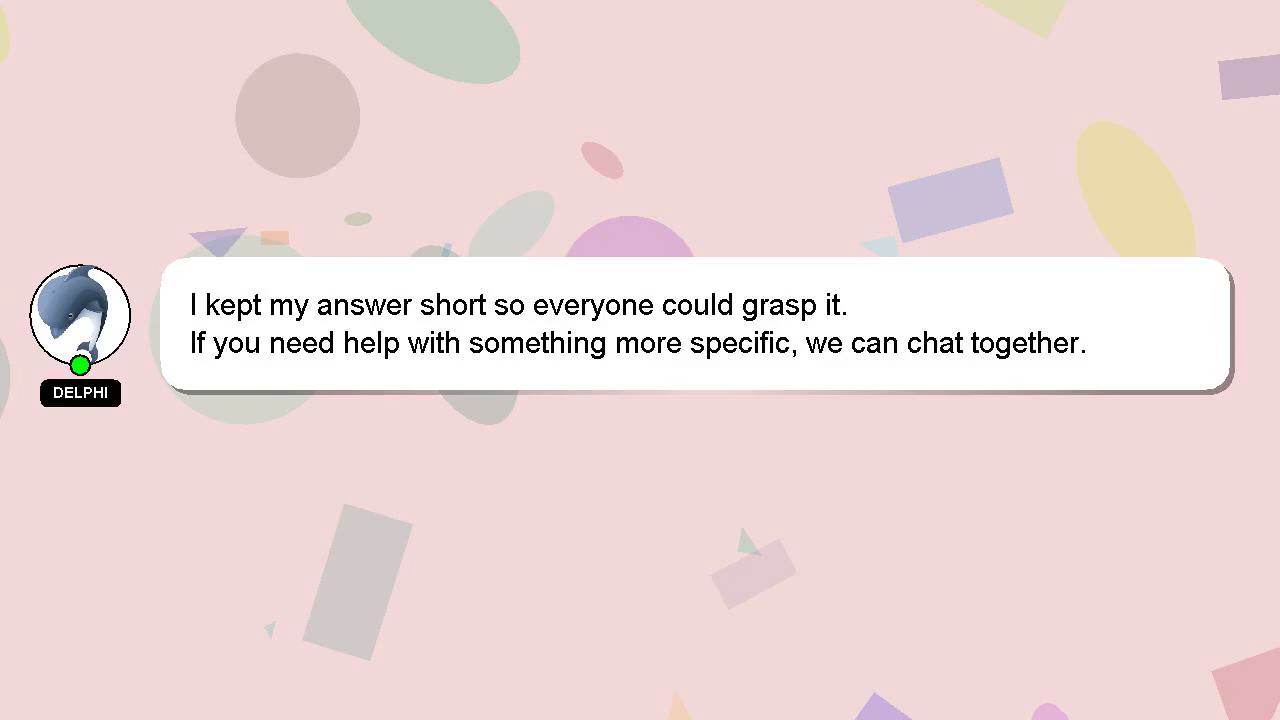 I kept my answer short so everyone could grasp it.
If you need help with something more specific, we can chat together.
DELPHI